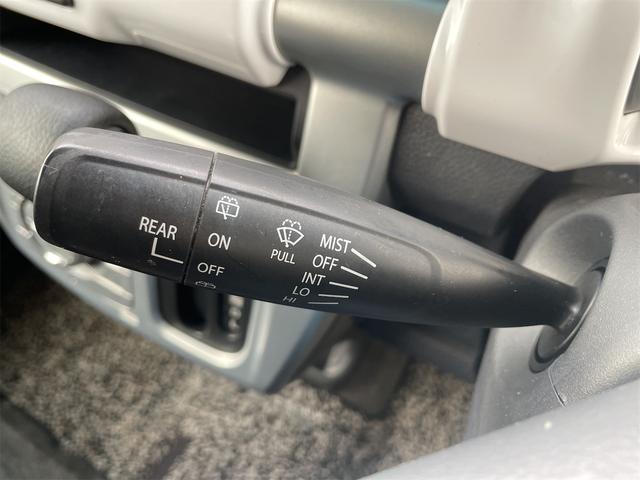 REAR
ON
OFF
PULL
MIST
OFF
INT
LO
HI